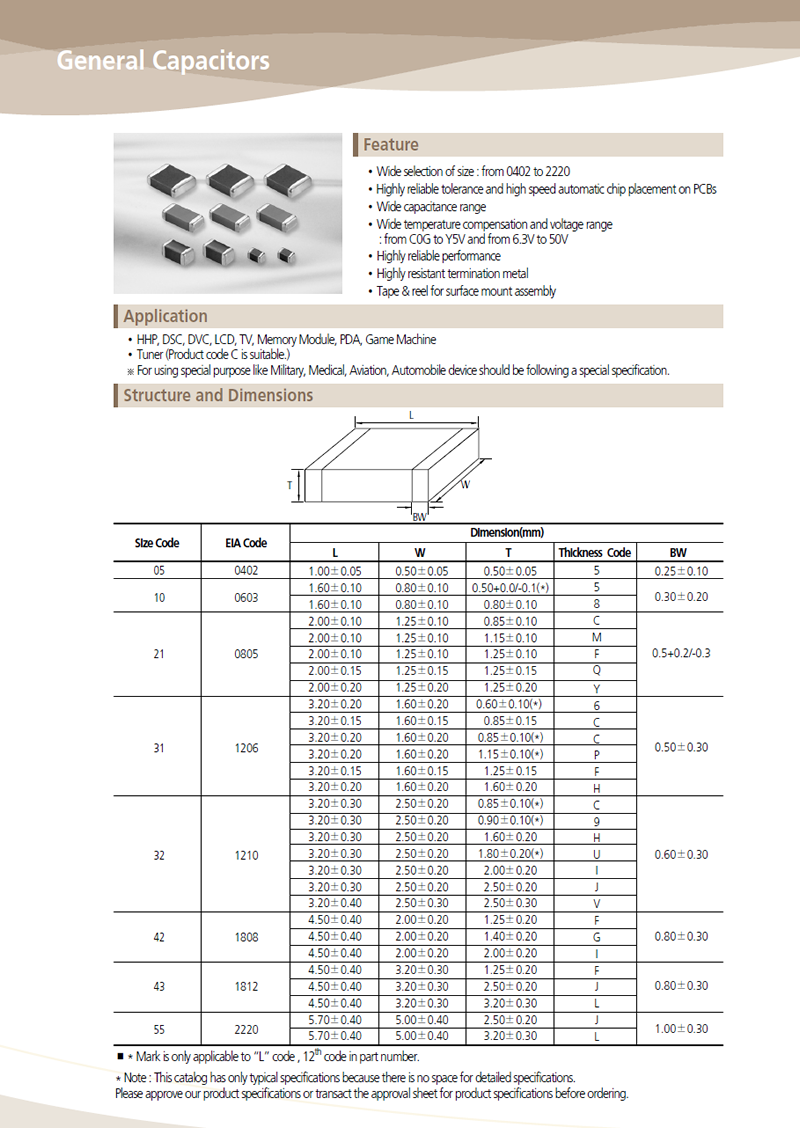 General Capacitors
Feature
• Wide selection of size : from 0402 to 2220
• Highly reliable tolerance and high speed automatic chip placement on PCBs
• Wide capacitance range
• Wide temperature compensation and voltage range
: from C0G to Y5V and from 6.3V to 50V
• Highly reliable performance
• Highly resistant termination metal
• Tape & reel for surface mount assembly
Application
• HHP, DSC, DVC, LCD, TV, Memory Module, PDA, Game Machine
• Tuner (Product code C is suitable.)
※ For using special purpose like Military, Medical, Aviation, Automobile device should be following a special specification.
Structure and Dimensions
L
T
W
BW
Size Code EIA Code Dimension(mm)
L W T Thickness Code BW
05 0402 1.00±0.05 0.50±0.05 0.50±0.05 5 0.25±0.10
10 0603 1.60±0.10 0.80±0.10 0.50+0.0/-0.1(*) 5 0.30±0.20
1.60±0.10 0.80±0.10 0.80±0.10 8
21 0805 2.00±0.10 1.25±0.10 0.85±0.10 C 0.5+0.2/-0.3
2.00±0.10 1.25±0.10 1.15±0.10 M
2.00±0.10 1.25±0.10 1.25±0.10 F
2.00±0.15 1.25±0.15 1.25±0.15 Q
2.00±0.20 1.25±0.20 1.25±0.20 Y
31 1206 3.20±0.20 1.60±0.20 0.60±0.10(*) 6 0.50±0.30
3.20±0.15 1.60±0.15 0.85±0.15 C
3.20±0.20 1.60±0.20 0.85±0.10(*) C
3.20±0.20 1.60±0.20 1.15±0.10(*) P
3.20±0.15 1.60±0.15 1.25±0.15 F
3.20±0.20 1.60±0.20 1.60±0.20 H
32 1210 3.20±0.30 2.50±0.20 0.85±0.10(*) C 0.60±0.30
3.20±0.30 2.50±0.20 0.90±0.10(*) 9
3.20±0.30 2.50±0.20 1.60±0.20 H
3.20±0.30 2.50±0.20 1.80±0.20(*) U
3.20±0.30 2.50±0.20 2.00±0.20 I
3.20±0.30 2.50±0.20 2.50±0.20 J
3.20±0.40 2.50±0.30 2.50±0.30 V
42 1808 4.50±0.40 2.00±0.20 1.25±0.20 F 0.80±0.30
4.50±0.40 2.00±0.20 1.40±0.20 G
4.50±0.40 2.00±0.20 2.00±0.20 I
43 1812 4.50±0.40 3.20±0.30 1.25±0.20 F 0.80±0.30
4.50±0.40 3.20±0.30 2.50±0.20 J
4.50±0.40 3.20±0.30 3.20±0.30 L
55 2220 5.70±0.40 5.00±0.40 2.50±0.20 J 1.00±0.30
5.70±0.40 5.00±0.40 3.20±0.30 L
■ * Mark is only applicable to “L” code , 12th code in part number.
* Note : This catalog has only typical specifications because there is no space for detailed specifications.
Please approve our product specifications or transact the approval sheet for product specifications before ordering.